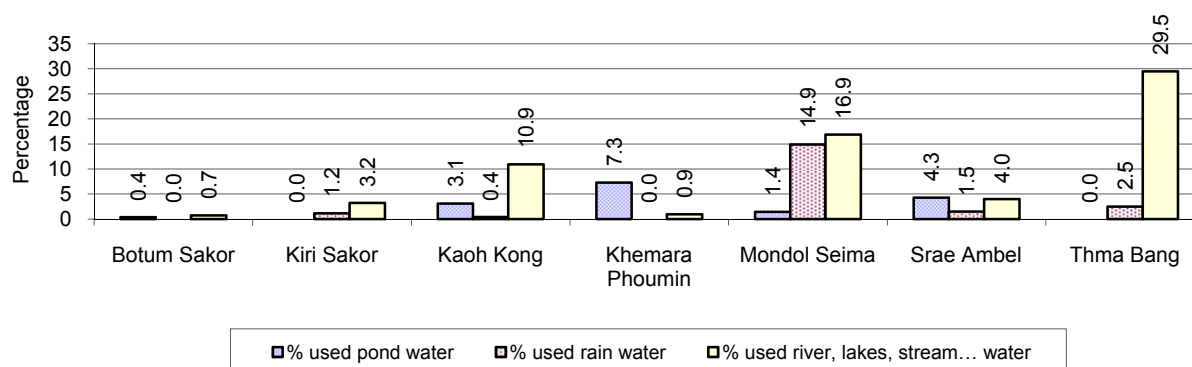 Percentage
35
30
25
20
15
10
5
0
0.4
0.0
0.7
0.0
1.2
3.2
3.1
0.4
10.9
7.3
0.0
0.9
1.4
14.9
16.9
4.3
1.5
4.0
0.0
2.5
29.5
Botum Sakor
Kiri Sakor
Kaoh Kong
Khemara
Phoumin
Mondol Seima
Srae Ambel
Thma Bang
% used pond water
% used rain water
% used river, lakes, stream… water